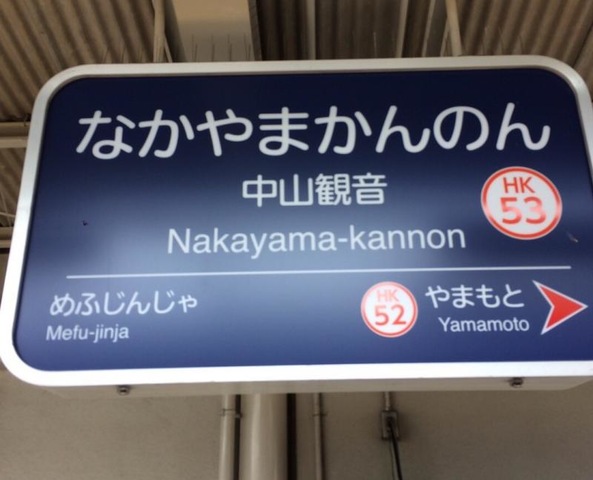 なかやまかんのん
中山観音
HK
53
Nakayama-kannon
めふじんじゃ
Mefu-jinja
HK
52
やまもと
Yamamoto